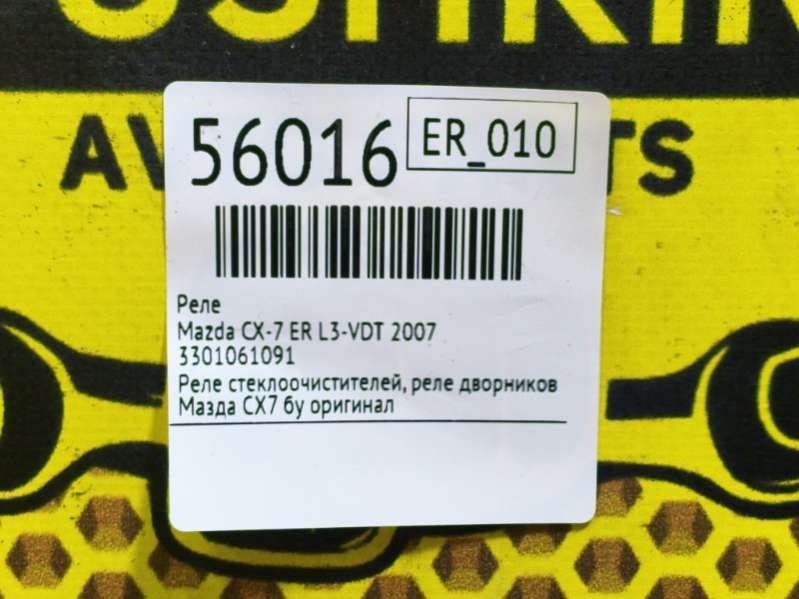 56016
ER_010
Реле
Mazda CX-7 ER L3-VDT 2007
3301061091
Реле стеклоочистителей, реле дворников
Мазда СХ7 бу оригинал